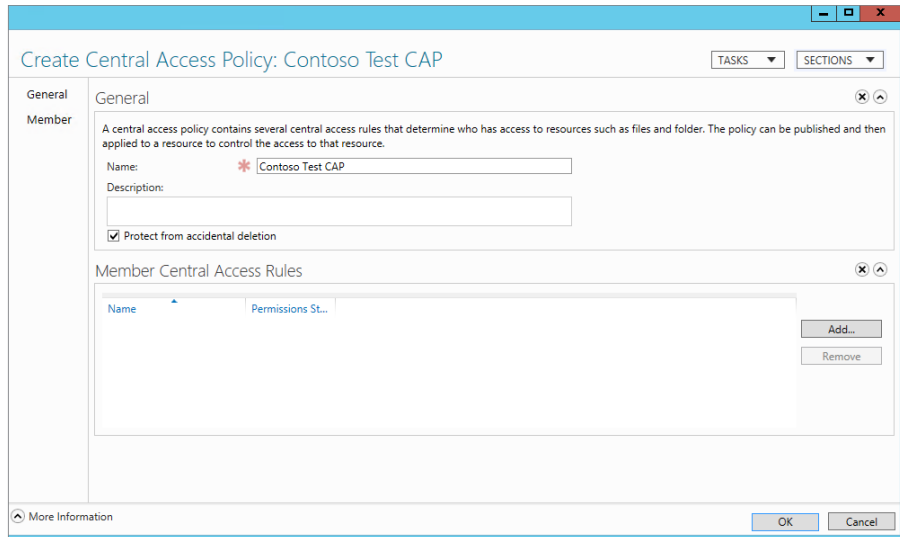 Create Central Access Policy: Contoso Test CAP
TASKS
SECTIONS
General
Member
General
A central access policy contains several central access rules that determine who has access to resources such as files and folder. The policy can be published and then
applied to a resource to control the access to that resource.
Name:
* Contoso Test CAP
Description:
Protect from accidental deletion
Member Central Access Rules
Name
Permissions St...
Add...
Remove
More Information
OK
Cancel